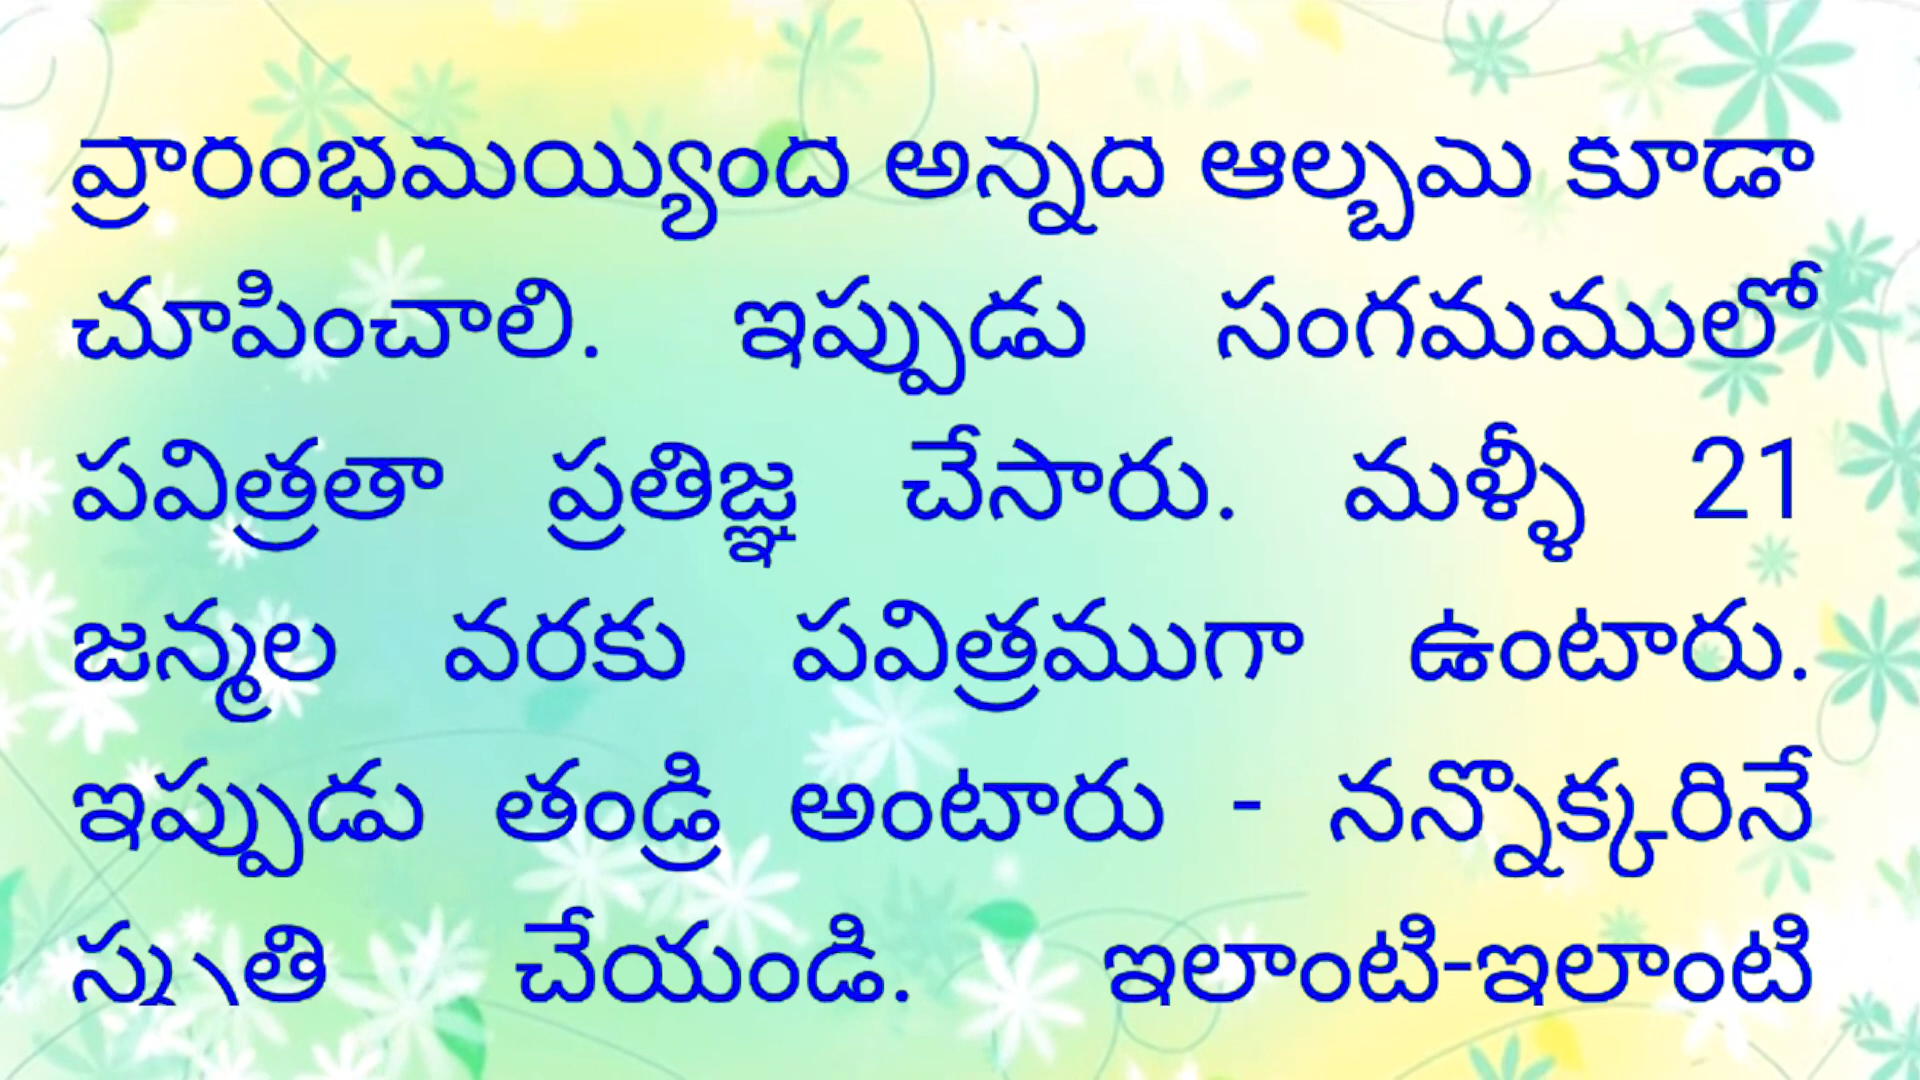 ప్రారంభమయ్యింది అన్నది ఆల్బమ్ కూడా
చూపించాలి. ఇప్పుడు సంగమములో
పవిత్రతా ప్రతిజ్ఞ చేసారు. మళ్ళీ 21
జన్మల వరకు పవిత్రముగా ఉంటారు.
ఇప్పుడు తండ్రి అంటారు - నన్నొక్కరినే
స్మృతి చేయండి. ఇలాంటి-ఇలాంటి